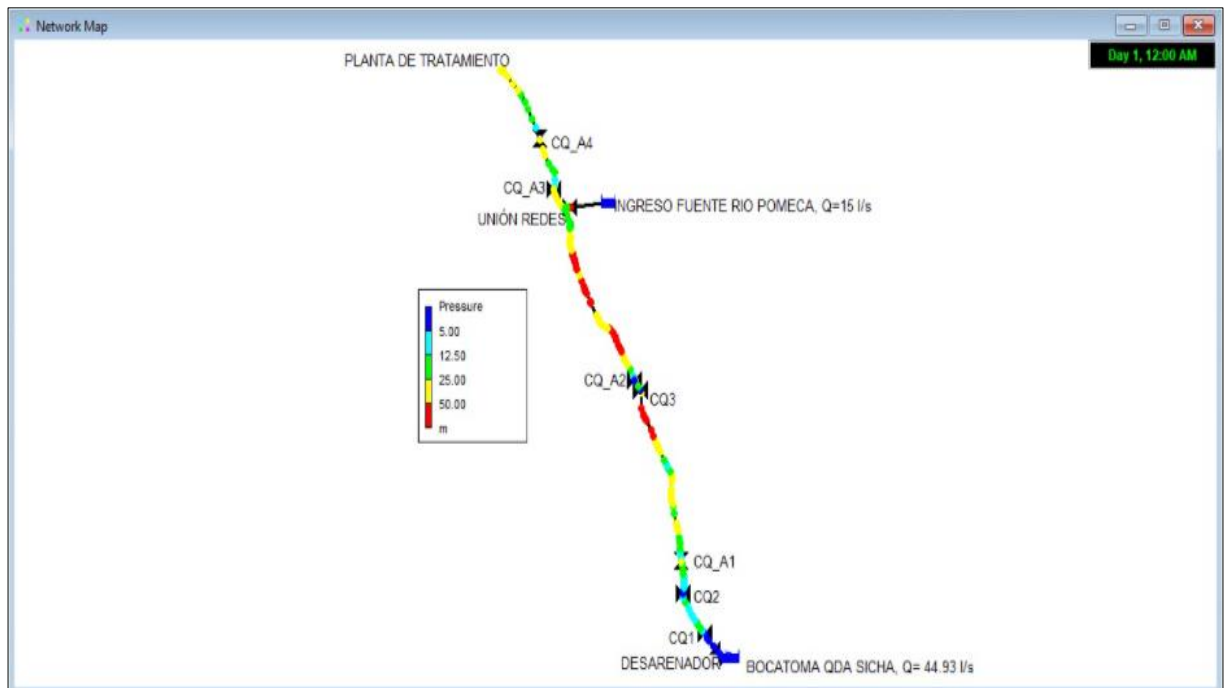 Network Map
Day 1, 12:00 AM
PLANTA DE TRATAMIENTO
CQ_A4
CQ_A3
INGRESO FUENTE RIO POMECA, Q=15 l/s
UNIÓN REDES
Pressure
5.00
12.50
25.00
50.00
m
CQ_A2
CQ3
CQ_A1
CQ2
CQ1
DESARENADOR
BOCATOMA QDA SICHA, Q= 44.93 l/s